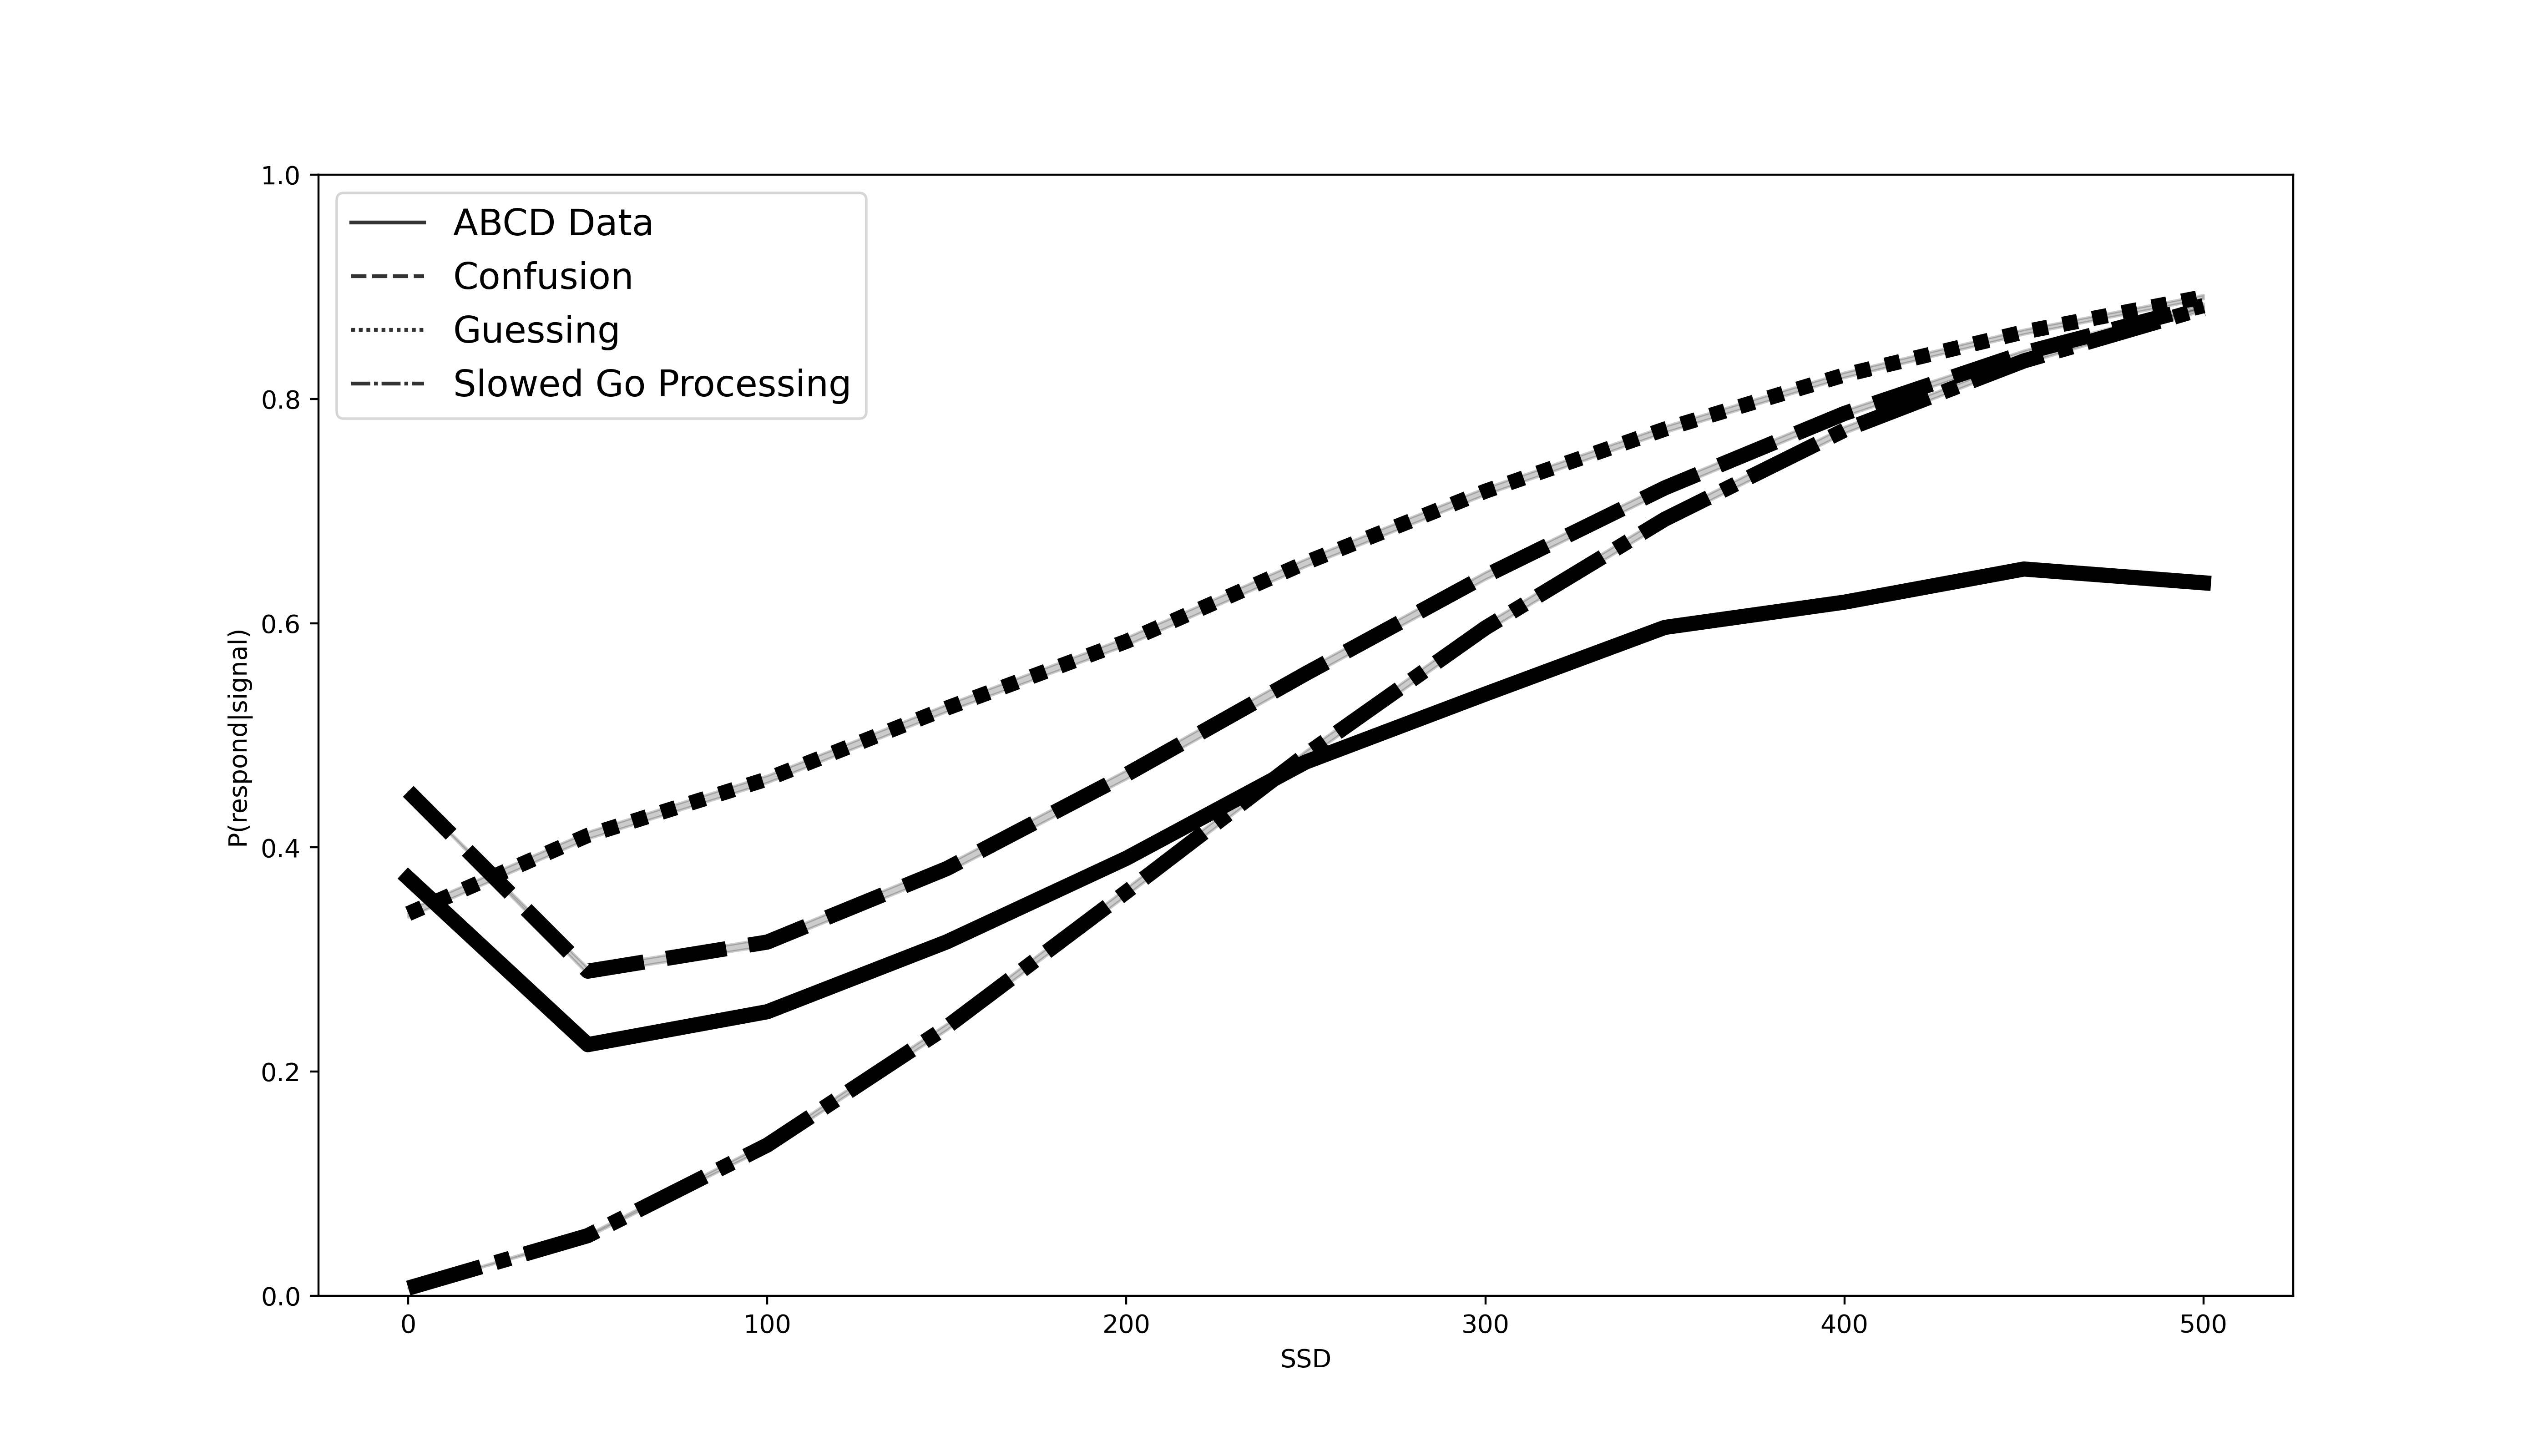 ABCD Data
Confusion
Guessing
Slowed Go Processing
P(respond|signal)
1.0
0.8
0.6
0.4
0.2
0.0
0 100 200 300 400 500
SSD